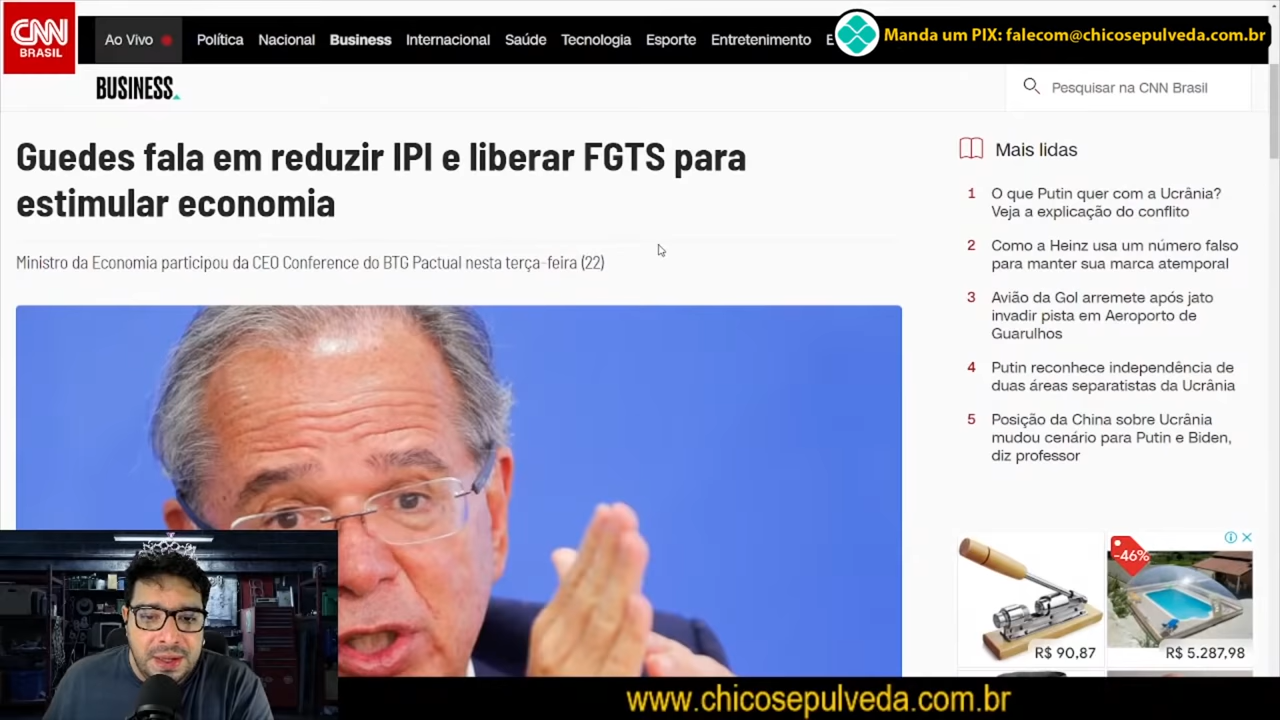 CNN
BRASIL
Ao Vivo
Política
Nacional
Business
Internacional
Saúde
Tecnologia
Esporte
Entretenimento
E
Manda um PIX: falecom@chicosepulveda.com.br
BUSINESS
Pesquisar na CNN Brasil
Guedes fala em reduzir IPI e liberar FGTS para
estimular economia
Ministro da Economia participou da CEO Conference do BTG Pactual nesta terça-feira (22)
Mais lidas
1 O que Putin quer com a Ucrânia?
Veja a explicação do conflito
2 Como a Heinz usa um número falso
para manter sua marca atemporal
3 Avião da Gol arremete após jato
invadir pista em Aeroporto de
Guarulhos
4 Putin reconhece independência de
duas áreas separatistas da Ucrânia
5 Posição da China sobre Ucrânia
mudou cenário para Putin e Biden,
diz professor
-46%
R$ 90,87
R$ 5.287,98
www.chicosepulveda.com.br